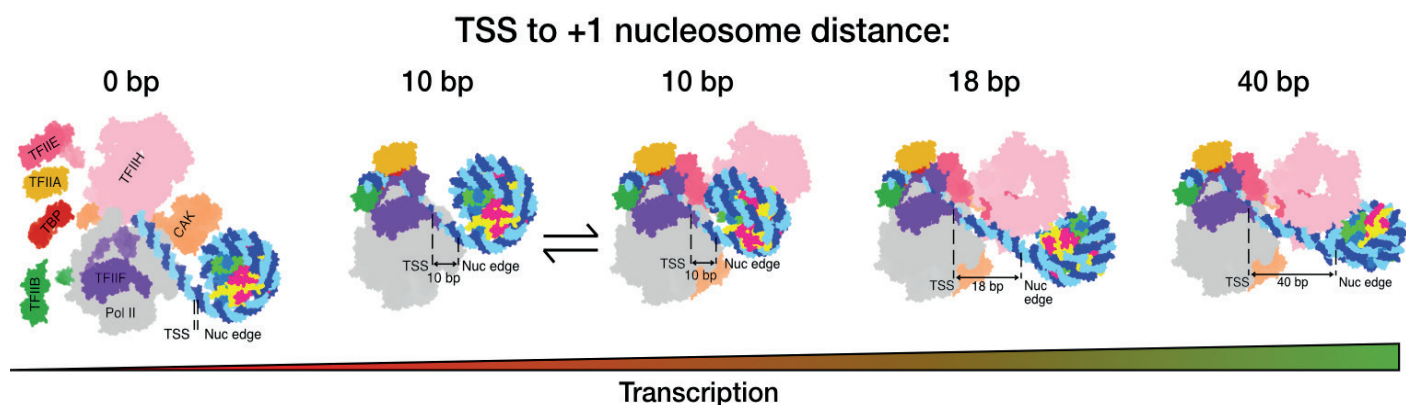 TSS to +1 nucleosome distance:
0 bp
10 bp
10 bp
18 bp
40 bp
TFIIE
TFIIA
TBP
TFIIB
TFIIH
CAK
TFIIF
Pol II
TSS
Nuc edge
TSS
10 bp
Nuc edge
TSS
10 bp
Nuc edge
TSS
18 bp
Nuc
edge
TSS
40 bp
Nuc edge
Transcription